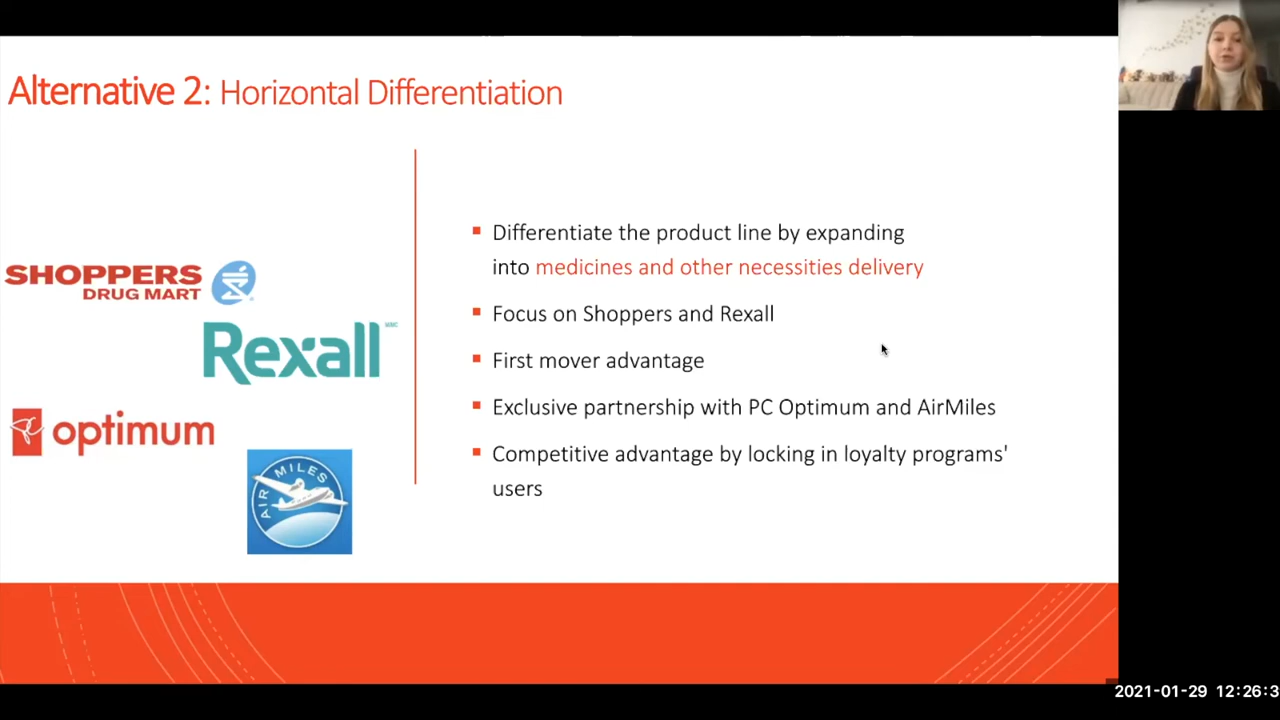 Alternative 2: Horizontal Differentiation
SHOPPERS
DRUG MART
Rexall
optimum
AIR MILES
Differentiate the product line by expanding
into medicines and other necessities delivery
Focus on Shoppers and Rexall
First mover advantage
Exclusive partnership with PC Optimum and AirMiles
Competitive advantage by locking in loyalty programs'
users
2021-01-29 12:26:3